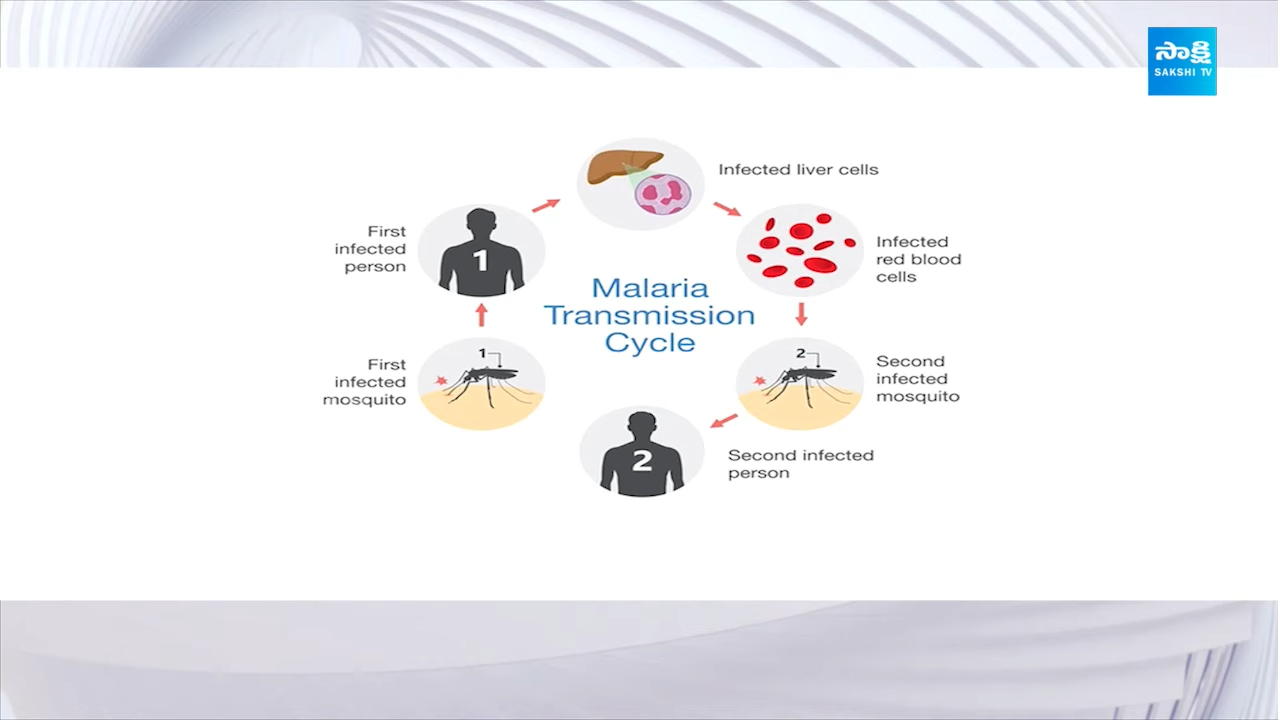 సాక్షి
SAKSHI TV
Infected liver cells
First
infected
person
1
Infected
red blood
cells
Malaria
Transmission
Cycle
First
infected
mosquito
1
2
Second
infected
mosquito
2
Second infected
person